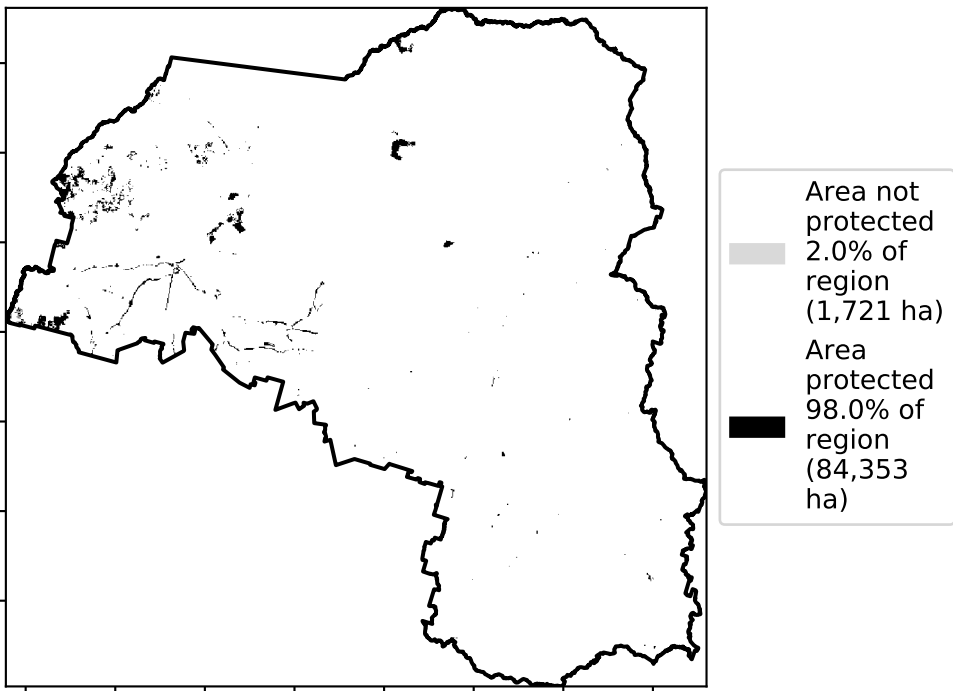 Area not
protected
2.0% of
region
(1,721 ha)
Area
protected
98.0% of
region
(84,353
ha)